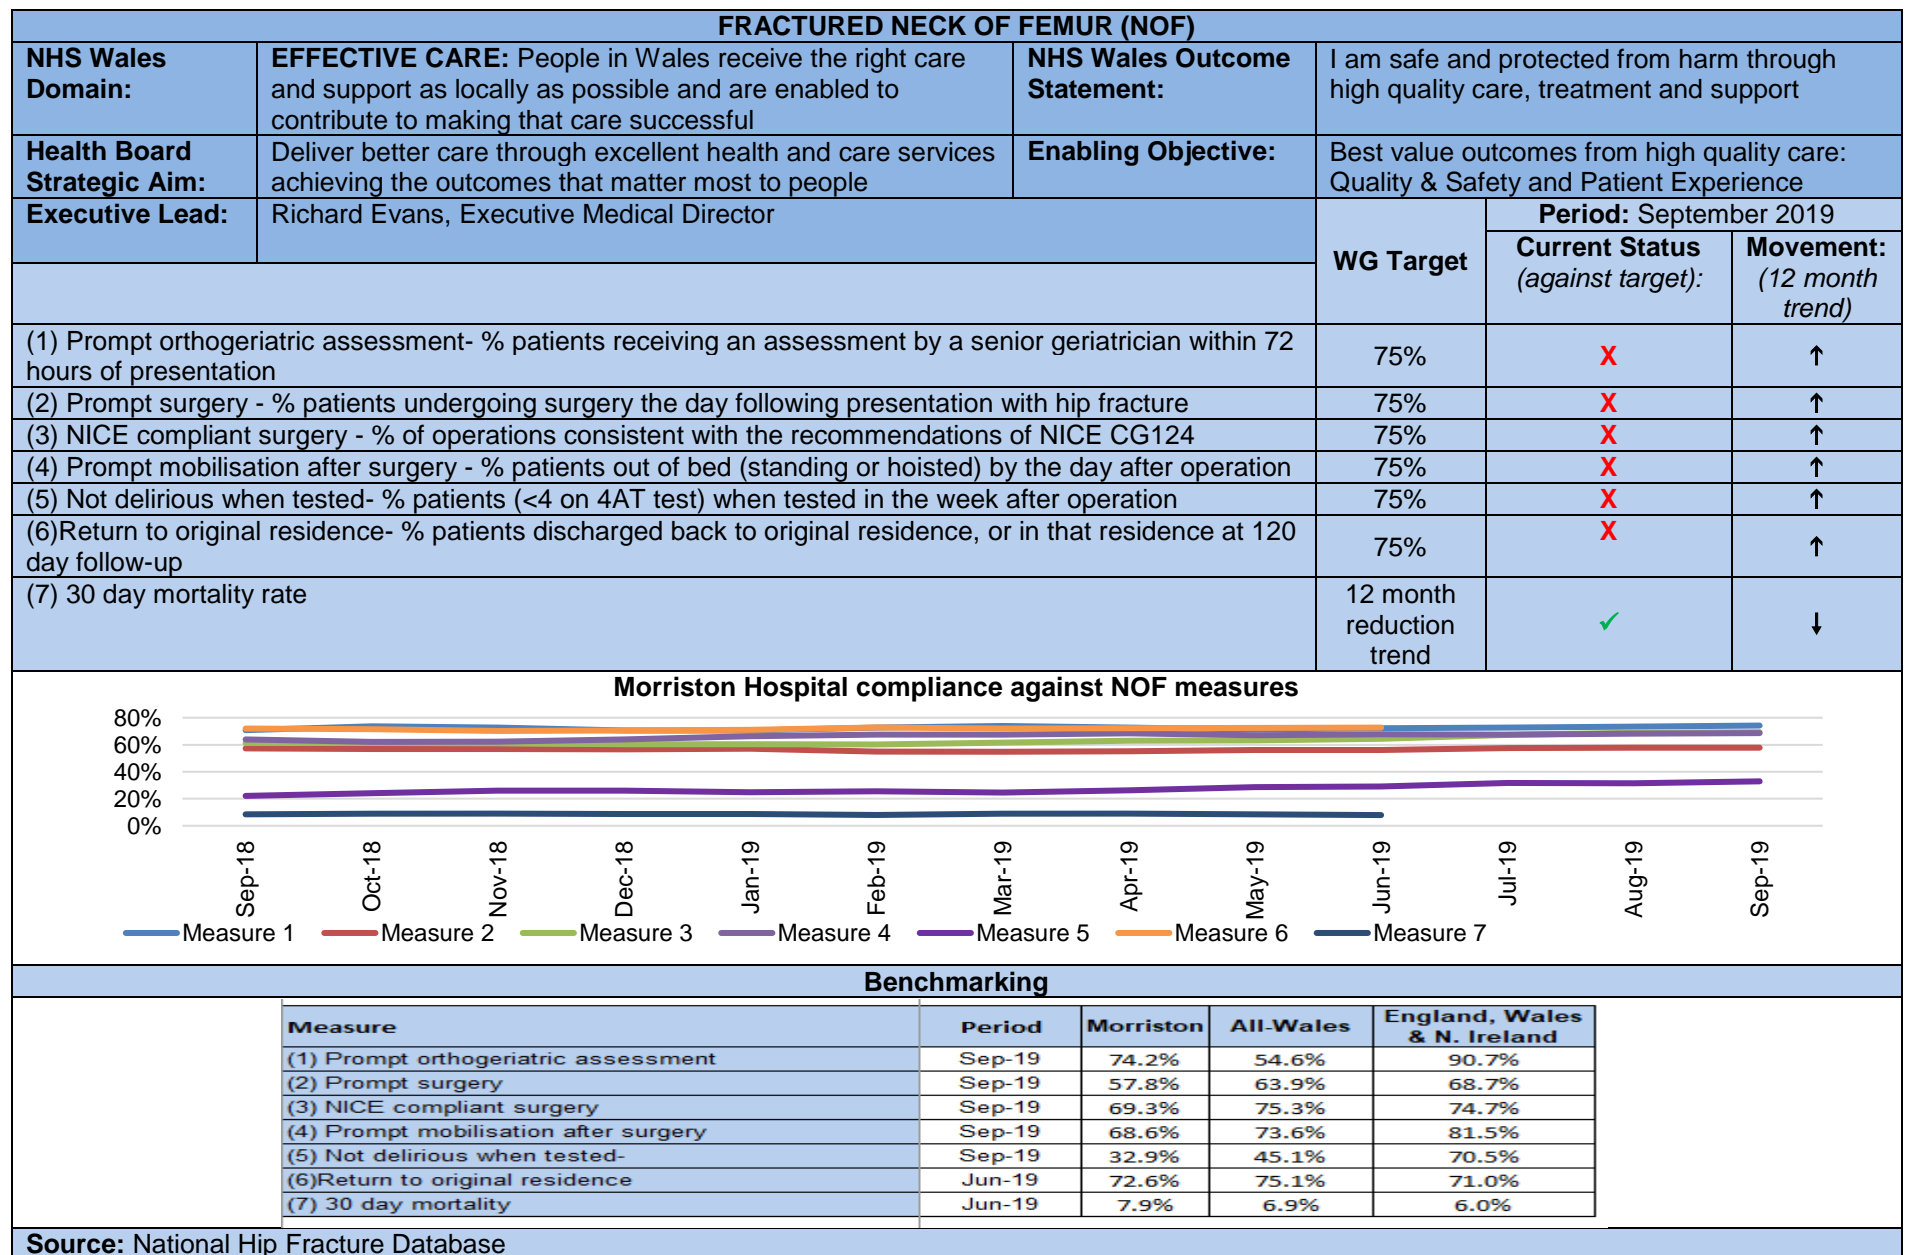 FRACTURED NECK OF FEMUR (NOF)
NHS Wales
Domain:
EFFECTIVE CARE: People in Wales receive the right care
and support as locally as possible and are enabled to
contribute to making that care successful
NHS Wales Outcome
Statement:
I am safe and protected from harm through
high quality care, treatment and support
Health Board
Strategic Aim:
Deliver better care through excellent health and care services
achieving the outcomes that matter most to people
Enabling Objective:
Best value outcomes from high quality care:
Quality & Safety and Patient Experience
Executive Lead:
Richard Evans, Executive Medical Director
WG Target
Period: September 2019
Current Status
(against target):
Movement:
(12 month
trend)
(1) Prompt orthogeriatric assessment- % patients receiving an assessment by a senior geriatrician within 72
hours of presentation
75%
X
↑
(2) Prompt surgery - % patients undergoing surgery the day following presentation with hip fracture
75%
X
↑
(3) NICE compliant surgery - % of operations consistent with the recommendations of NICE CG124
75%
X
↑
(4) Prompt mobilisation after surgery - % patients out of bed (standing or hoisted) by the day after operation
75%
X
↑
(5) Not delirious when tested- % patients (<4 on 4AT test) when tested in the week after operation
75%
X
↑
(6)Return to original residence- % patients discharged back to original residence, or in that residence at 120
day follow-up
75%
X
↑
(7) 30 day mortality rate
12 month
reduction
trend
✓
↓
Morriston Hospital compliance against NOF measures
80%
60%
40%
20%
0%
Sep-18
Oct-18
Nov-18
Dec-18
Jan-19
Feb-19
Mar-19
Apr-19
May-19
Jun-19
Jul-19
Aug-19
Sep-19
Measure 1
Measure 2
Measure 3
Measure 4
Measure 5
Measure 6
Measure 7
Benchmarking
Measure Period Morriston All-Wales England, Wales
& N. Ireland
(1) Prompt orthogeriatric assessment Sep-19 74.2% 54.6% 90.7%
(2) Prompt surgery Sep-19 57.8% 63.9% 68.7%
(3) NICE compliant surgery Sep-19 69.3% 75.3% 74.7%
(4) Prompt mobilisation after surgery Sep-19 68.6% 73.6% 81.5%
(5) Not delirious when tested- Sep-19 32.9% 45.1% 70.5%
(6)Return to original residence Jun-19 72.6% 75.1% 71.0%
(7) 30 day mortality Jun-19 7.9% 6.9% 6.0%
Source: National Hip Fracture Database